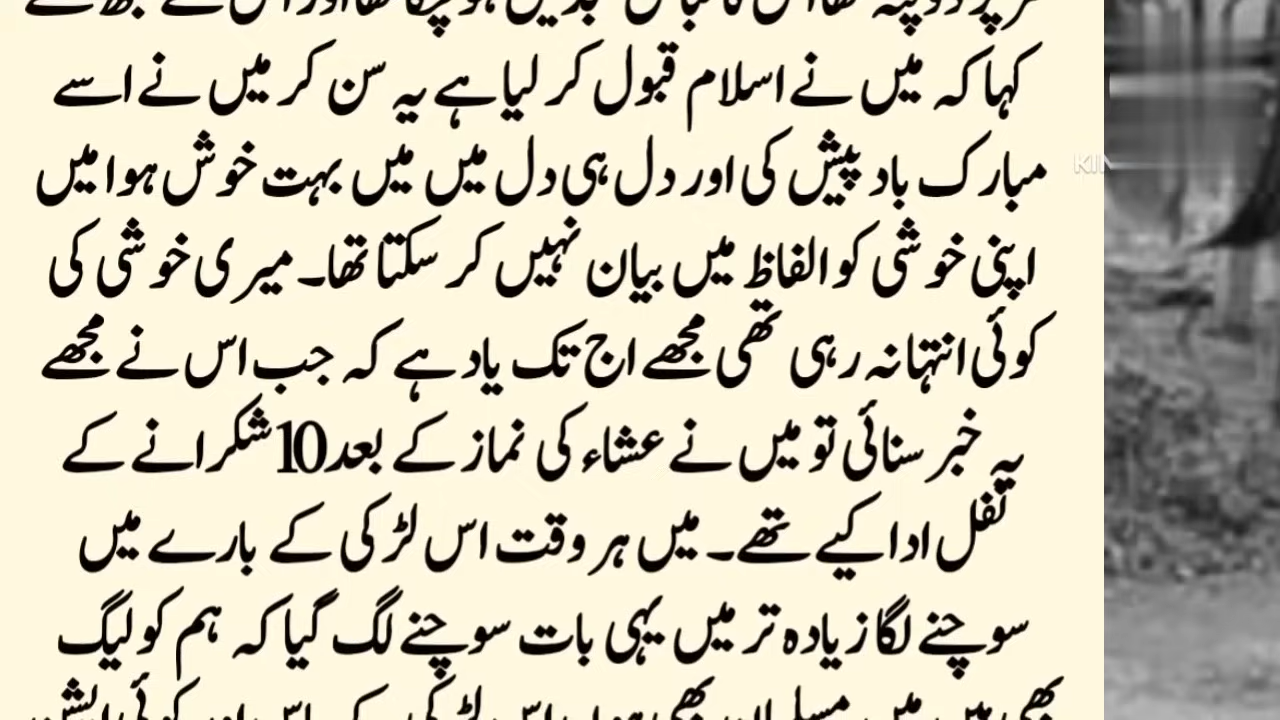 کہا کہ میں نے اسلام قبول کر لیا ہے یہ سن کر میں نے اسے
مبارک باد پیش کی اور دل ہی دل میں میں بہت خوش ہوا میں
اپنی خوشی کو الفاظ میں بیان نہیں کر سکتا تھا۔ میری خوشی کی
کوئی انتہا نہ رہی تھی مجھے اج تک یاد ہے کہ جب اس نے مجھے
یہ خبر سنائی تو میں نے عشاء کی نماز کے بعد 10 شکرانے کے
نفل ادا کیے تھے۔ میں ہر وقت اس لڑکی کے بارے میں
سوچنے لگا زیادہ تر میں یہی بات سوچنے لگ گیا کہ ہم کولیگ